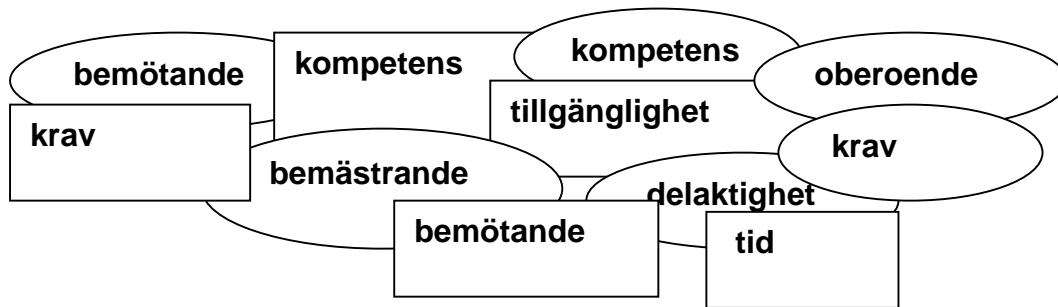 bemötande
kompetens
kompetens
oberoende
krav
tillgänglighet
krav
bemästrande
delaktighet
bemötande
tid